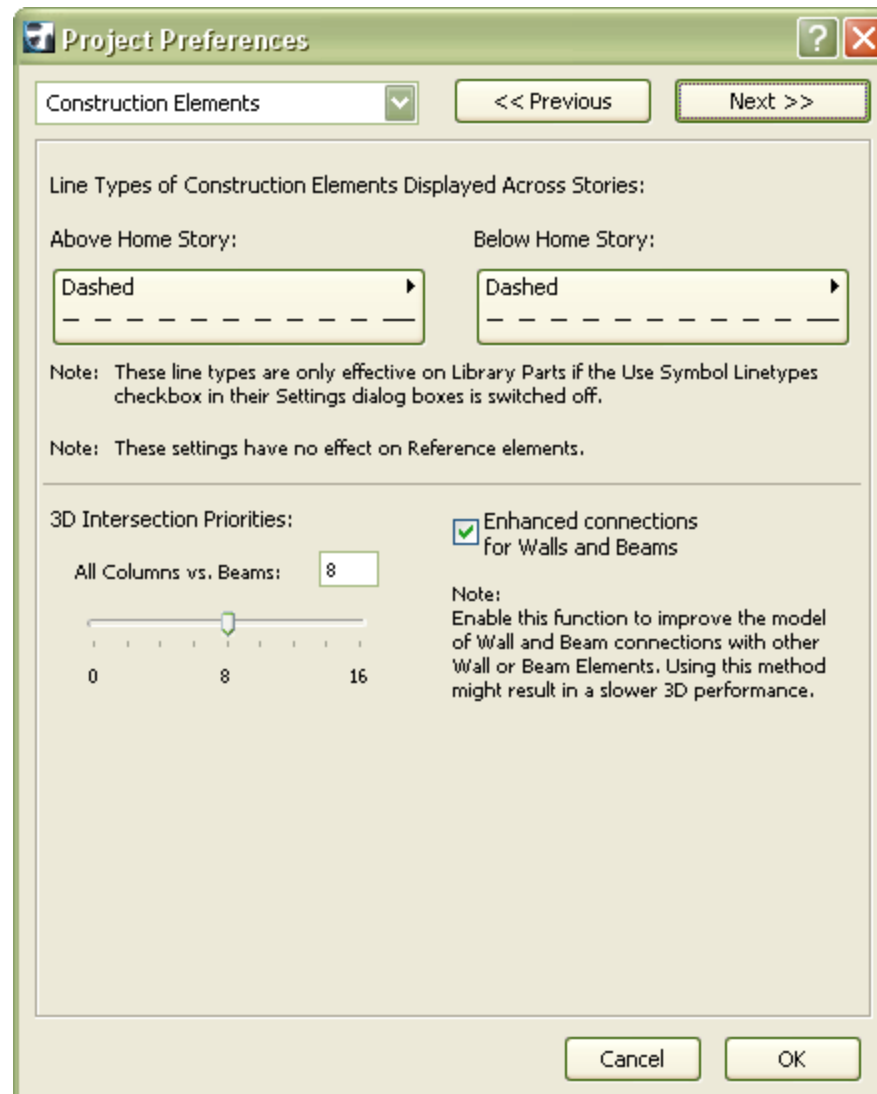 Project Preferences
?
Construction Elements
<< Previous
Next >>
Line Types of Construction Elements Displayed Across Stories:
Above Home Story:
Below Home Story:
Dashed
Dashed
Note: These line types are only effective on Library Parts if the Use Symbol Linetypes
checkbox in their Settings dialog boxes is switched off.
Note: These settings have no effect on Reference elements.
3D Intersection Priorities:
Enhanced connections
for Walls and Beams
All Columns vs. Beams:
8
0
8
16
Note:
Enable this function to improve the model
of Wall and Beam connections with other
Wall or Beam Elements. Using this method
might result in a slower 3D performance.
Cancel
OK